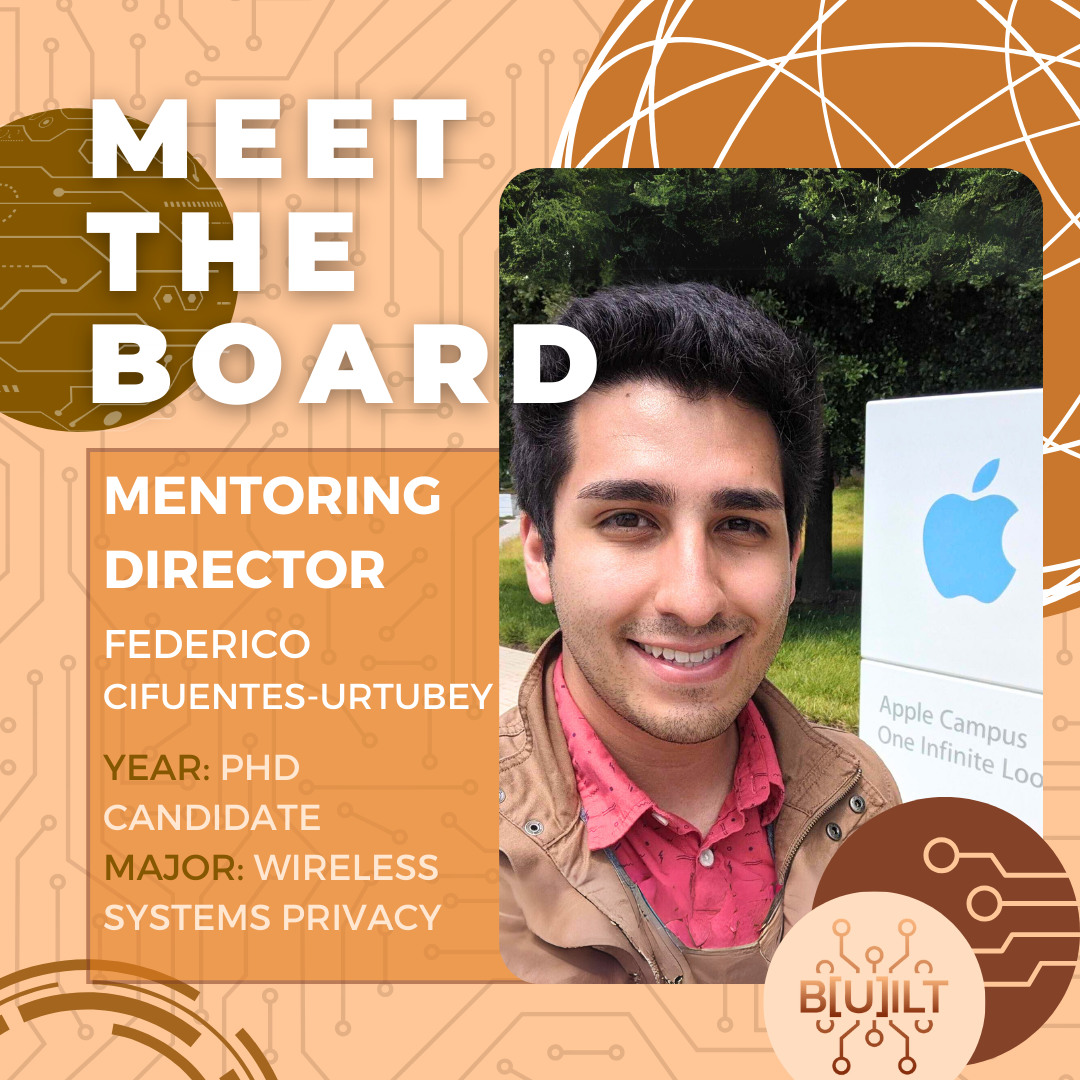 MEET
THE
BOARD
MENTORING
DIRECTOR
FEDERICO
CIFUENTES-URTUBEY
YEAR: PHD
CANDIDATE
MAJOR: WIRELESS
SYSTEMS PRIVACY
Apple Campus
One Infinite Loo
B[U]ILT